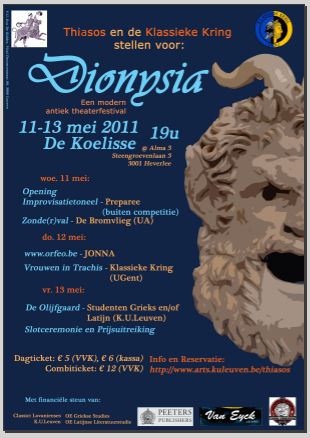 Thiasos en de Klassieke Kring
stellen voor:
Dionysia
Een modern
antiek theaterfestival
11-13 mei 2011 19u
De Koelisse @ Alma 3
Steengroevenlaan 3
3001 Heverlee
woe. 11 mei:
Opening
Improvisatietoneel - Preparee
(buiten competitie)
Zonde(r)val - De Bromvlieg (UA)
do. 12 mei:
www.orfeo.be - JONNA
Vrouwen in Trachis - Klassieke Kring
(UGent)
vr. 13 mei:
De Olijfgaard - Studenten Grieks en/of
Latijn (K.U.Leuven)
Slotceremonie en Prijsuitreiking
Dagticket: € 5 (VVK), € 6 (kassa)
Combiticket: € 12 (VVK)
Info en Reservatie:
http://www.arts.kuleuven.be/thiasos
Met financiële steun van:
Classici Lovanienses
K.U.Leuven
OE Griekse Studies
OE Latijnse Literatuurstudie
PEETERS
PUBLISHERS
Van Eyck